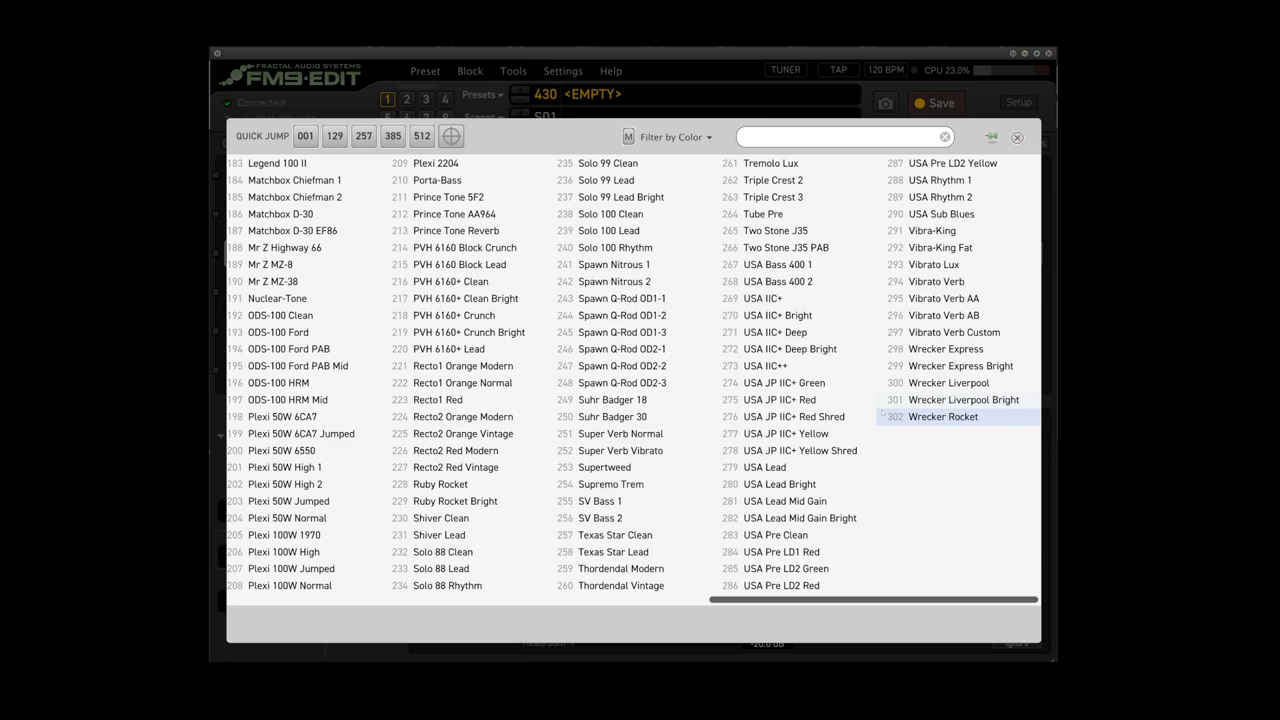 FRACTAL AUDIO SYSTEMS
FM9-EDIT
Preset Block Tools Settings Help
TUNER TAP 120 BPM CPU 23.0%
Connected!
1 2 3 4
Presets
430 <EMPTY>
Save
Setup
QUICK JUMP 001 129 257 385 512
M Filter by Color
183 Legend 100 II
184 Matchbox Chiefman 1
185 Matchbox Chiefman 2
186 Matchbox D-30
187 Matchbox D-30 EF86
188 Mr Z Highway 66
189 Mr Z MZ-8
190 Mr Z MZ-38
191 Nuclear-Tone
192 ODS-100 Clean
193 ODS-100 Ford
194 ODS-100 Ford PAB
195 ODS-100 Ford PAB Mid
196 ODS-100 HRM
197 ODS-100 HRM Mid
198 Plexi 50W 6CA7
199 Plexi 50W 6CA7 Jumped
200 Plexi 50W 6550
201 Plexi 50W High 1
202 Plexi 50W High 2
203 Plexi 50W Jumped
204 Plexi 50W Normal
205 Plexi 100W 1970
206 Plexi 100W High
207 Plexi 100W Jumped
208 Plexi 100W Normal
209 Plexi 2204
210 Porta-Bass
211 Prince Tone 5F2
212 Prince Tone AA964
213 Prince Tone Reverb
214 PVH 6160 Block Crunch
215 PVH 6160 Block Lead
216 PVH 6160+ Clean
217 PVH 6160+ Clean Bright
218 PVH 6160+ Crunch
219 PVH 6160+ Crunch Bright
220 PVH 6160+ Lead
221 Recto1 Orange Modern
222 Recto1 Orange Normal
223 Recto1 Red
224 Recto2 Orange Modern
225 Recto2 Orange Vintage
226 Recto2 Red Modern
227 Recto2 Red Vintage
228 Ruby Rocket
229 Ruby Rocket Bright
230 Shiver Clean
231 Shiver Lead
232 Solo 88 Clean
233 Solo 88 Lead
234 Solo 88 Rhythm
235 Solo 99 Clean
236 Solo 99 Lead
237 Solo 99 Lead Bright
238 Solo 100 Clean
239 Solo 100 Lead
240 Solo 100 Rhythm
241 Spawn Nitrous 1
242 Spawn Nitrous 2
243 Spawn Q-Rod OD1-1
244 Spawn Q-Rod OD1-2
245 Spawn Q-Rod OD1-3
246 Spawn Q-Rod OD2-1
247 Spawn Q-Rod OD2-2
248 Spawn Q-Rod OD2-3
249 Suhr Badger 18
250 Suhr Badger 30
251 Super Verb Normal
252 Super Verb Vibrato
253 Supertweed
254 Supremo Trem
255 SV Bass 1
256 SV Bass 2
257 Texas Star Clean
258 Texas Star Lead
259 Thordendal Modern
260 Thordendal Vintage
261 Tremolo Lux
262 Triple Crest 2
263 Triple Crest 3
264 Tube Pre
265 Two Stone J35
266 Two Stone J35 PAB
267 USA Bass 400 1
268 USA Bass 400 2
269 USA IIC+
270 USA IIC+ Bright
271 USA IIC+ Deep
272 USA IIC+ Deep Bright
273 USA IIC++
274 USA JP IIC+ Green
275 USA JP IIC+ Red
276 USA JP IIC+ Red Shred
277 USA JP IIC+ Yellow
278 USA JP IIC+ Yellow Shred
279 USA Lead
280 USA Lead Bright
281 USA Lead Mid Gain
282 USA Lead Mid Gain Bright
283 USA Pre Clean
284 USA Pre LD1 Red
285 USA Pre LD2 Green
286 USA Pre LD2 Red
287 USA Pre LD2 Yellow
288 USA Rhythm 1
289 USA Rhythm 2
290 USA Sub Blues
291 Vibra-King
292 Vibra-King Fat
293 Vibrato Lux
294 Vibrato Verb
295 Vibrato Verb AA
296 Vibrato Verb AB
297 Vibrato Verb Custom
298 Wrecker Express
299 Wrecker Express Bright
300 Wrecker Liverpool
301 Wrecker Liverpool Bright
302 Wrecker Rocket